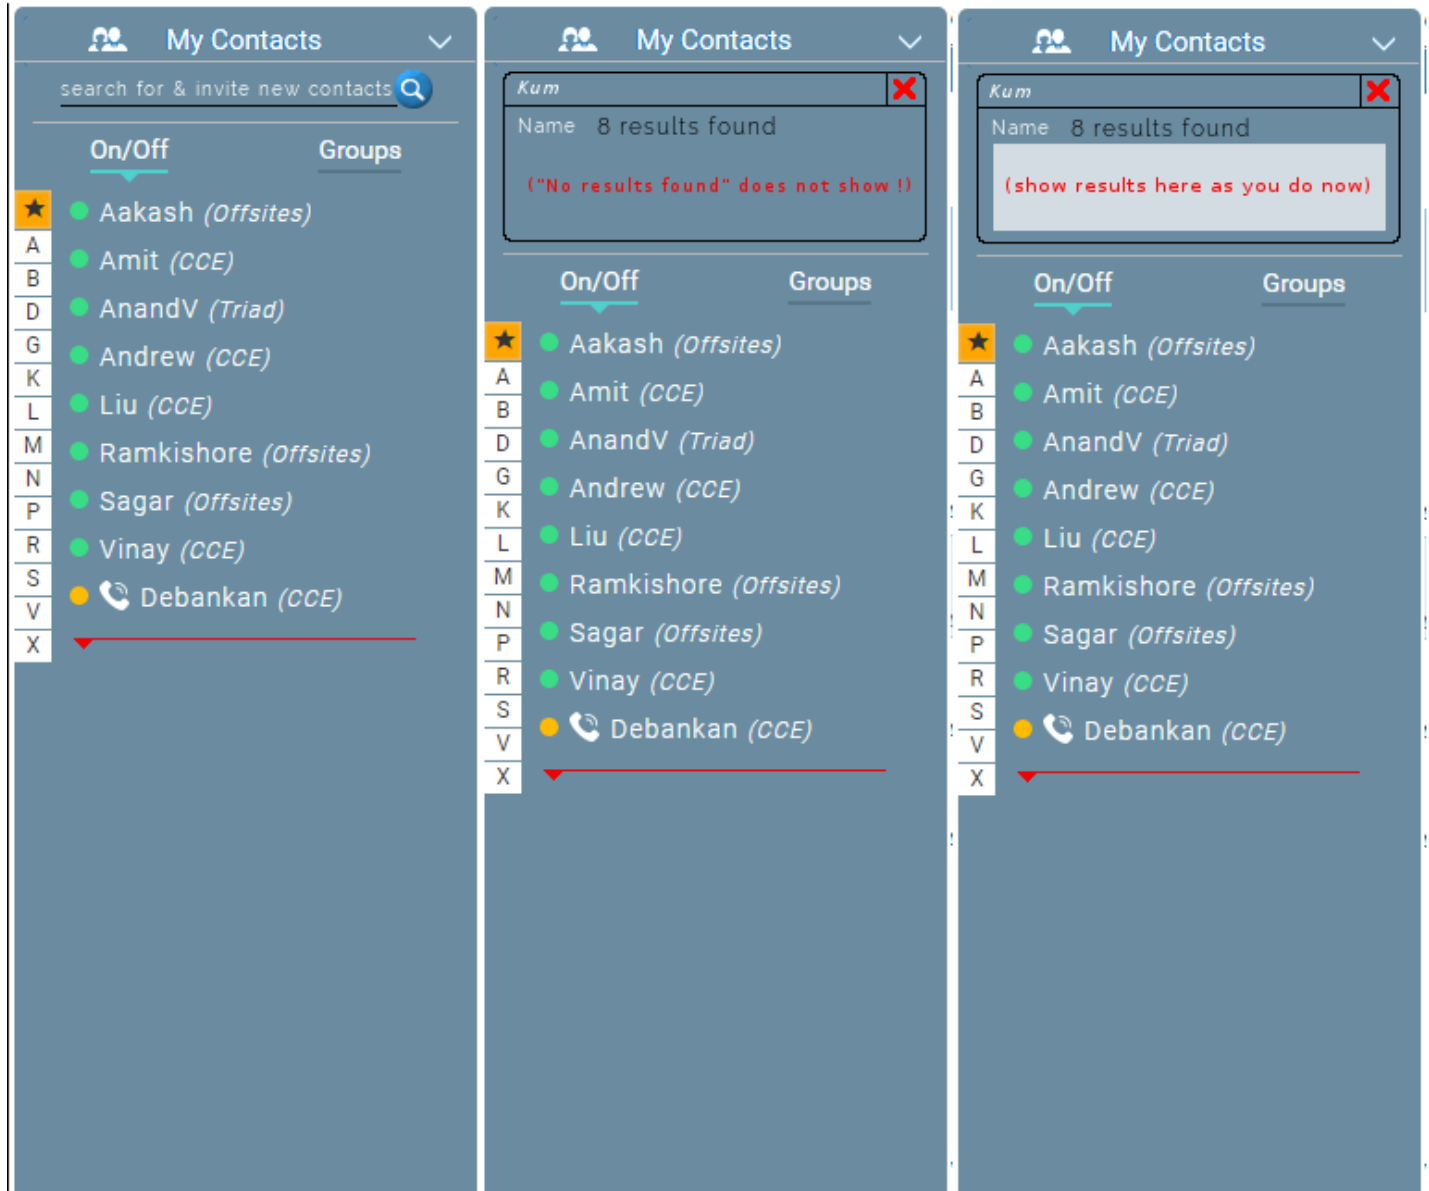 My Contacts
search for & invite new contacts
On/Off Groups
★
A
B
D
G
K
L
M
N
P
R
S
V
X
Aakash (Offsites)
Amit (CCE)
AnandV (Triad)
Andrew (CCE)
Liu (CCE)
Ramkishore (Offsites)
Sagar (Offsites)
Vinay (CCE)
Debankan (CCE)
My Contacts
Kum
Name 8 results found
("No results found" does not show !)
On/Off Groups
★
A
B
D
G
K
L
M
N
P
R
S
V
X
Aakash (Offsites)
Amit (CCE)
AnandV (Triad)
Andrew (CCE)
Liu (CCE)
Ramkishore (Offsites)
Sagar (Offsites)
Vinay (CCE)
Debankan (CCE)
My Contacts
Kum
Name 8 results found
(show results here as you do now)
On/Off Groups
★
A
B
D
G
K
L
M
N
P
R
S
V
X
Aakash (Offsites)
Amit (CCE)
AnandV (Triad)
Andrew (CCE)
Liu (CCE)
Ramkishore (Offsites)
Sagar (Offsites)
Vinay (CCE)
Debankan (CCE)